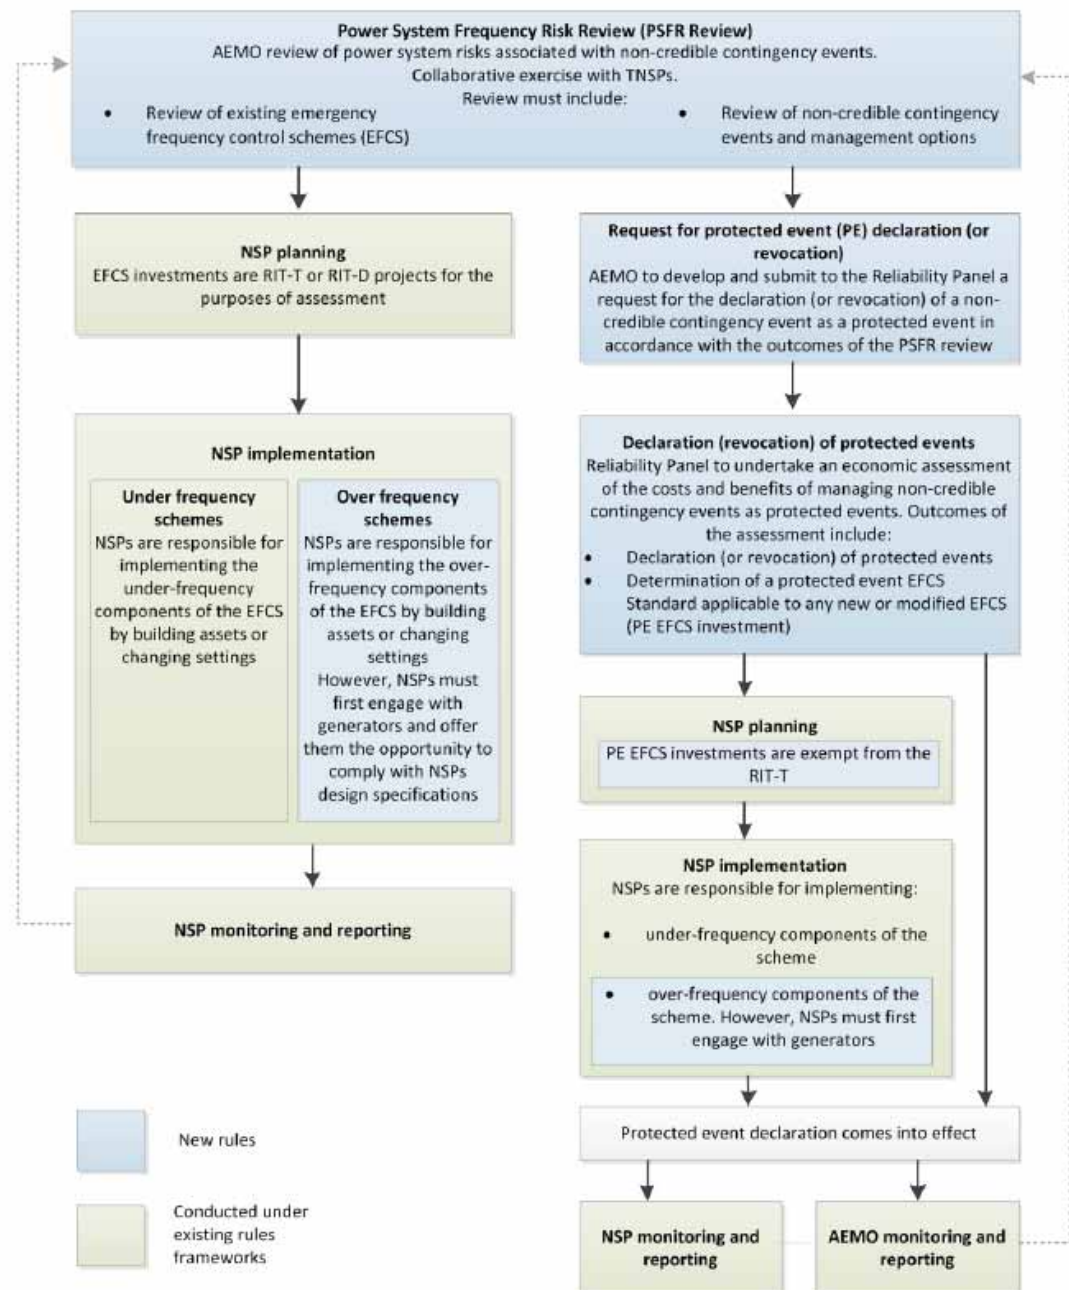 Power System Frequency Risk Review (PSFR Review)
AEMO review of power system risks associated with non-credible contingency events.
Collaborative exercise with TNSPs.
Review must include:
• Review of existing emergency
frequency control schemes (EFCS)
• Review of non-credible contingency
events and management options
NSP planning
EFCS investments are RIT-T or RIT-D projects for the
purposes of assessment
NSP implementation
Under frequency
schemes
NSPs are responsible for
implementing the
under-frequency
components of the EFCS
by building assets or
changing settings
Over frequency
schemes
NSPs are responsible for
implementing the over-
frequency components
of the EFCS by building
assets or changing
settings
However, NSPs must
first engage with
generators and offer
them the opportunity to
comply with NSPs
design specifications
NSP monitoring and reporting
Request for protected event (PE) declaration (or
revocation)
AEMO to develop and submit to the Reliability Panel a
request for the declaration (or revocation) of a non-
credible contingency event as a protected event in
accordance with the outcomes of the PSFR review
Declaration (revocation) of protected events
Reliability Panel to undertake an economic assessment
of the costs and benefits of managing non-credible
contingency events as protected events. Outcomes of
the assessment include:
• Declaration (or revocation) of protected events
• Determination of a protected event EFCS
Standard applicable to any new or modified EFCS
(PE EFCS investment)
NSP planning
PE EFCS investments are exempt from the
RIT-T
NSP implementation
NSPs are responsible for implementing:
• under-frequency components of the
scheme
• over-frequency components of the
scheme. However, NSPs must first
engage with generators
Protected event declaration comes into effect
NSP monitoring and
reporting
AEMO monitoring and
reporting
New rules
Conducted under
existing rules
frameworks